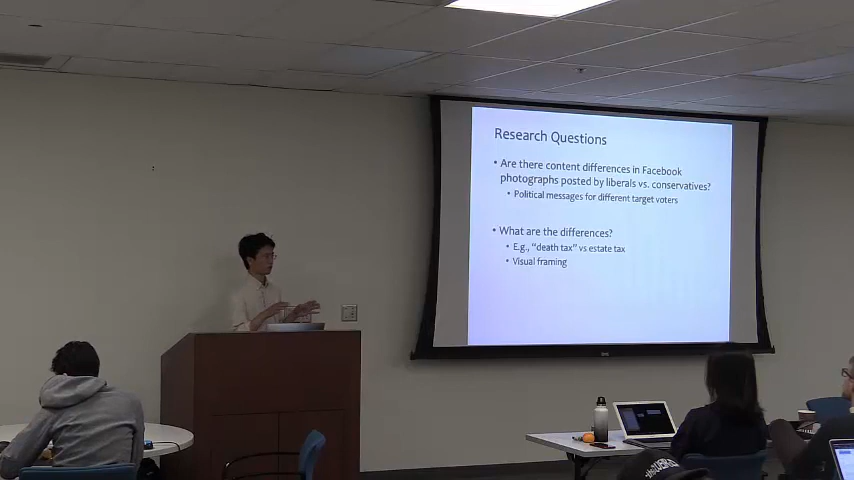 Research Questions
• Are there content differences in Facebook
photographs posted by liberals vs. conservatives?
• Political messages for different target voters
• What are the differences?
• E.g., “death tax” vs estate tax
• Visual framing